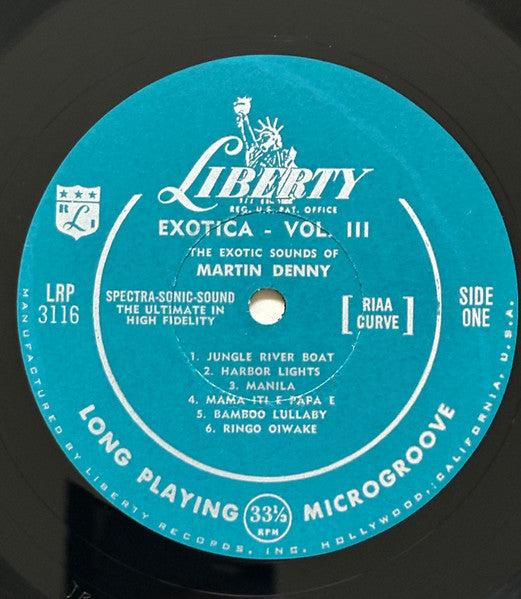 LIBERTY
REG. U.S. PAT. OFFICE
EXOTICA - VOL. III
THE EXOTIC SOUNDS OF
MARTIN DENNY
LRP
3116
SPECTRA-SONIC-SOUND
THE ULTIMATE IN
HIGH FIDELITY
[RIAA
CURVE]
SIDE
ONE
1. JUNGLE RIVER BOAT
2. HARBOR LIGHTS
3. MANILA
4. MAMA ITI E PAPA E
5. BAMBOO LULLABY
6. RINGO OIWAKE
LONG PLAYING 33⅓ RPM MICROGROOVE
MANUFACTURED BY LIBERTY RECORDS, INC. HOLLYWOOD, CALIFORNIA, U.S.A.